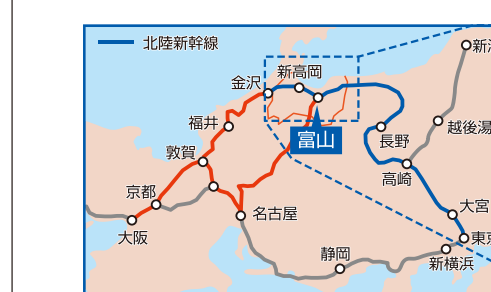 北陸新幹線
新潟
新高岡
金沢
福井
富山
越後湯
長野
敦賀
高崎
京都
大宮
名古屋
大阪
東京
静岡
新横浜